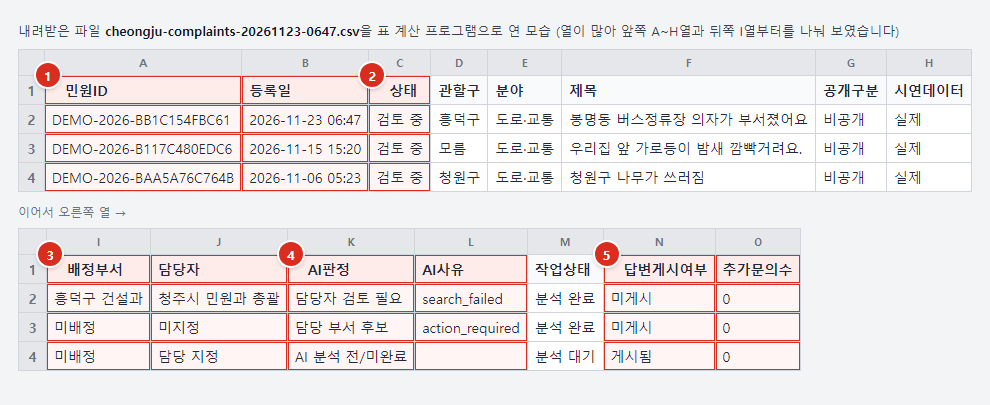 내려받은 파일 cheongju-complaints-20261123-0647.csv을 표 계산 프로그램으로 연 모습 (열이 많아 앞쪽 A~H열과 뒤쪽 I열부터를 나눠 보였습니다)
A B C D E F G H
1 1 민원ID 등록일 2 상태 관할구 분야 제목 공개구분 시연데이터
2 DEMO-2026-BB1C154FBC61 2026-11-23 06:47 검토 중 흥덕구 도로·교통 봉명동 버스정류장 의자가 부서졌어요 비공개 실제
3 DEMO-2026-B117C480EDC6 2026-11-15 15:20 검토 중 모름 도로·교통 우리집 앞 가로등이 밤새 깜빡거려요. 비공개 실제
4 DEMO-2026-BAA5A76C764B 2026-11-06 05:23 검토 중 청원구 도로·교통 청원구 나무가 쓰러짐 비공개 실제
이어서 오른쪽 열 →
I J K L M N O
1 3 배정부서 담당자 4 AI판정 AI사유 작업상태 5 답변게시여부 추가문의수
2 흥덕구 건설과 청주시 민원과 총괄 담당자 검토 필요 search_failed 분석 완료 미게시 0
3 미배정 미지정 담당 부서 후보 action_required 분석 완료 미게시 0
4 미배정 담당 지정 AI 분석 전/미완료 분석 대기 게시됨 0